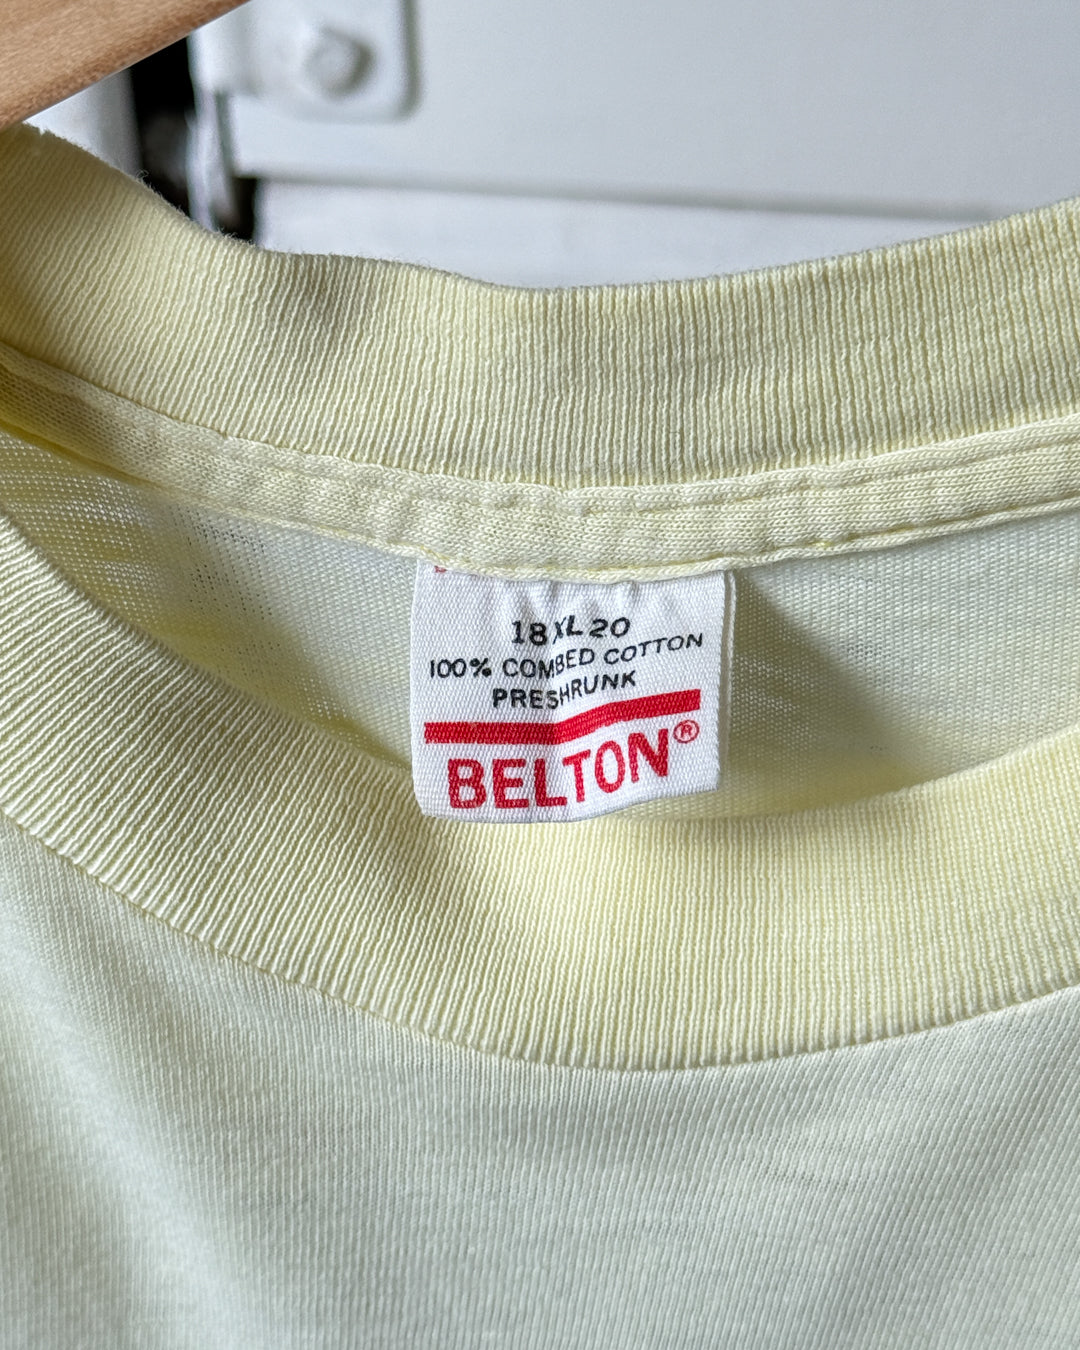 18 XL 20
100% COMBED COTTON
PRESHRUNK
BELTON®